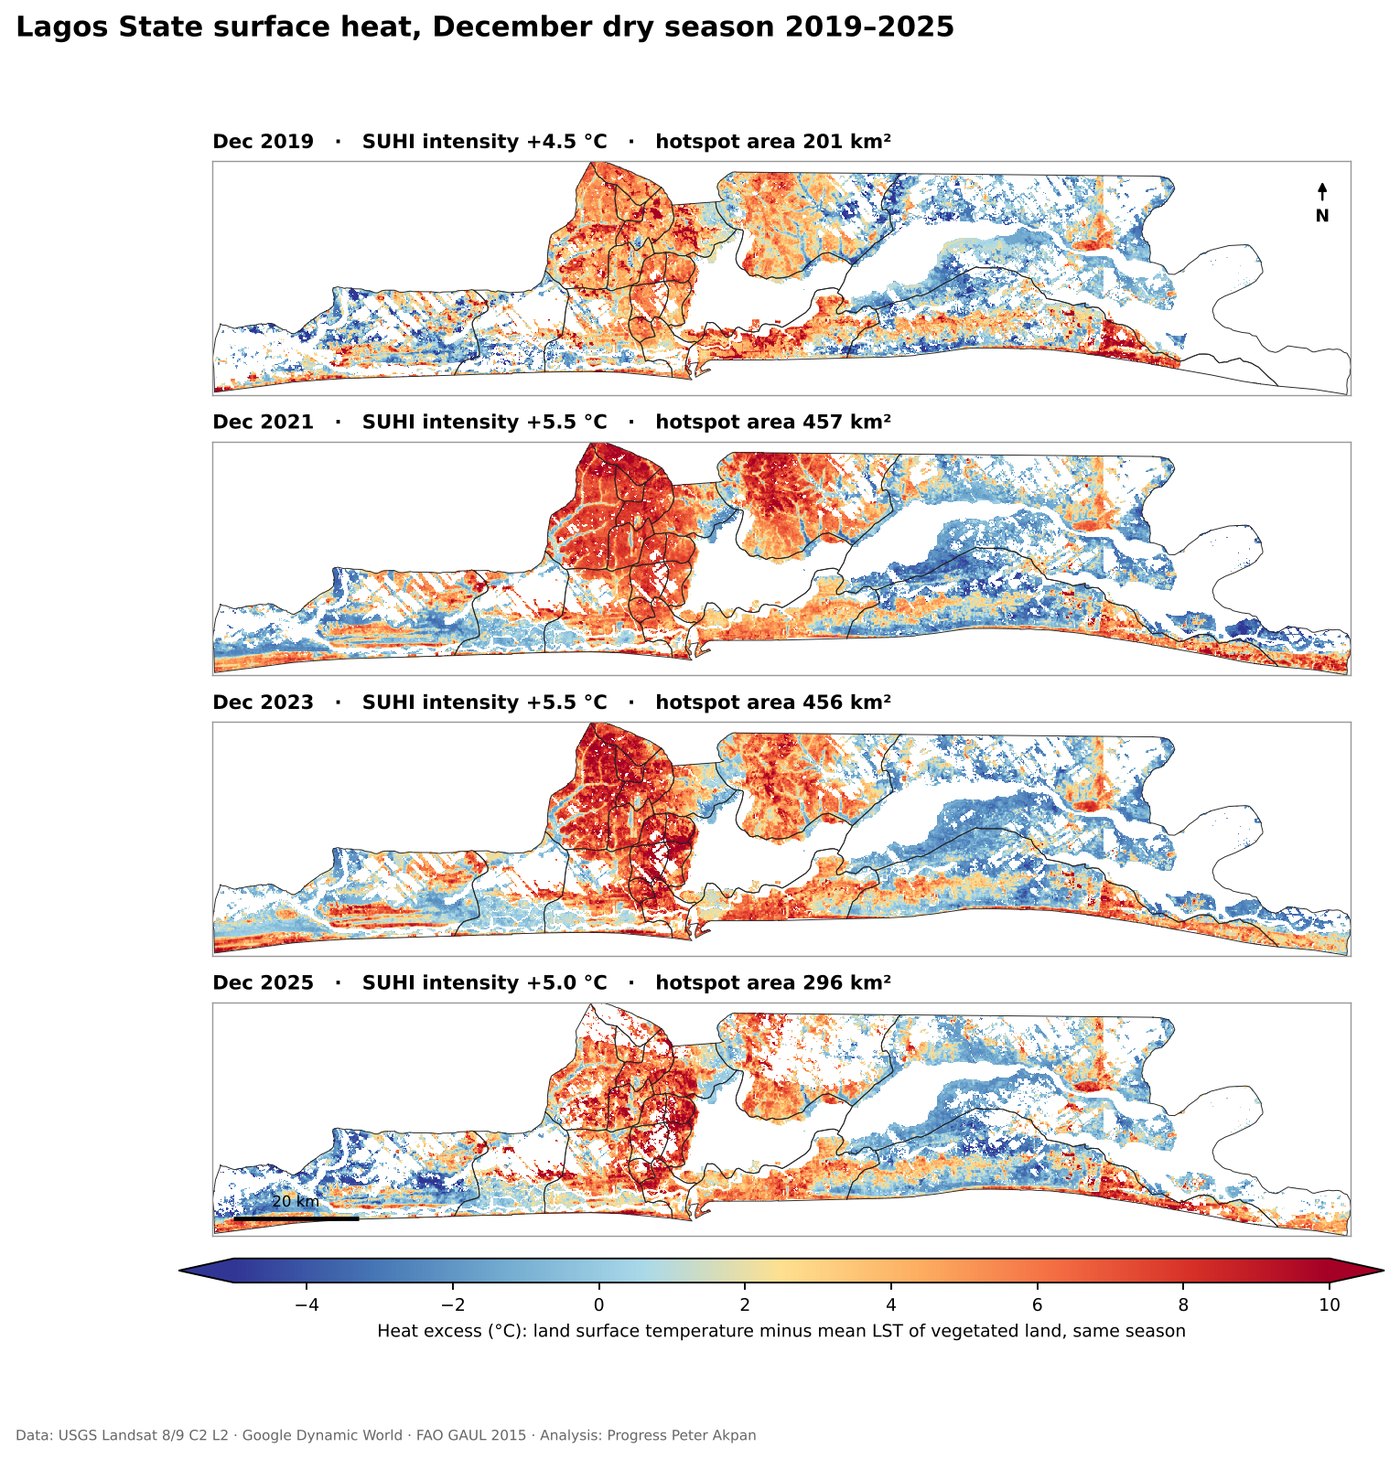 Lagos State surface heat, December dry season 2019–2025
Dec 2019 · SUHI intensity +4.5 °C · hotspot area 201 km²
N
Dec 2021 · SUHI intensity +5.5 °C · hotspot area 457 km²
Dec 2023 · SUHI intensity +5.5 °C · hotspot area 456 km²
Dec 2025 · SUHI intensity +5.0 °C · hotspot area 296 km²
20 km
−4 −2 0 2 4 6 8 10
Heat excess (°C): land surface temperature minus mean LST of vegetated land, same season
Data: USGS Landsat 8/9 C2 L2 · Google Dynamic World · FAO GAUL 2015 · Analysis: Progress Peter Akpan